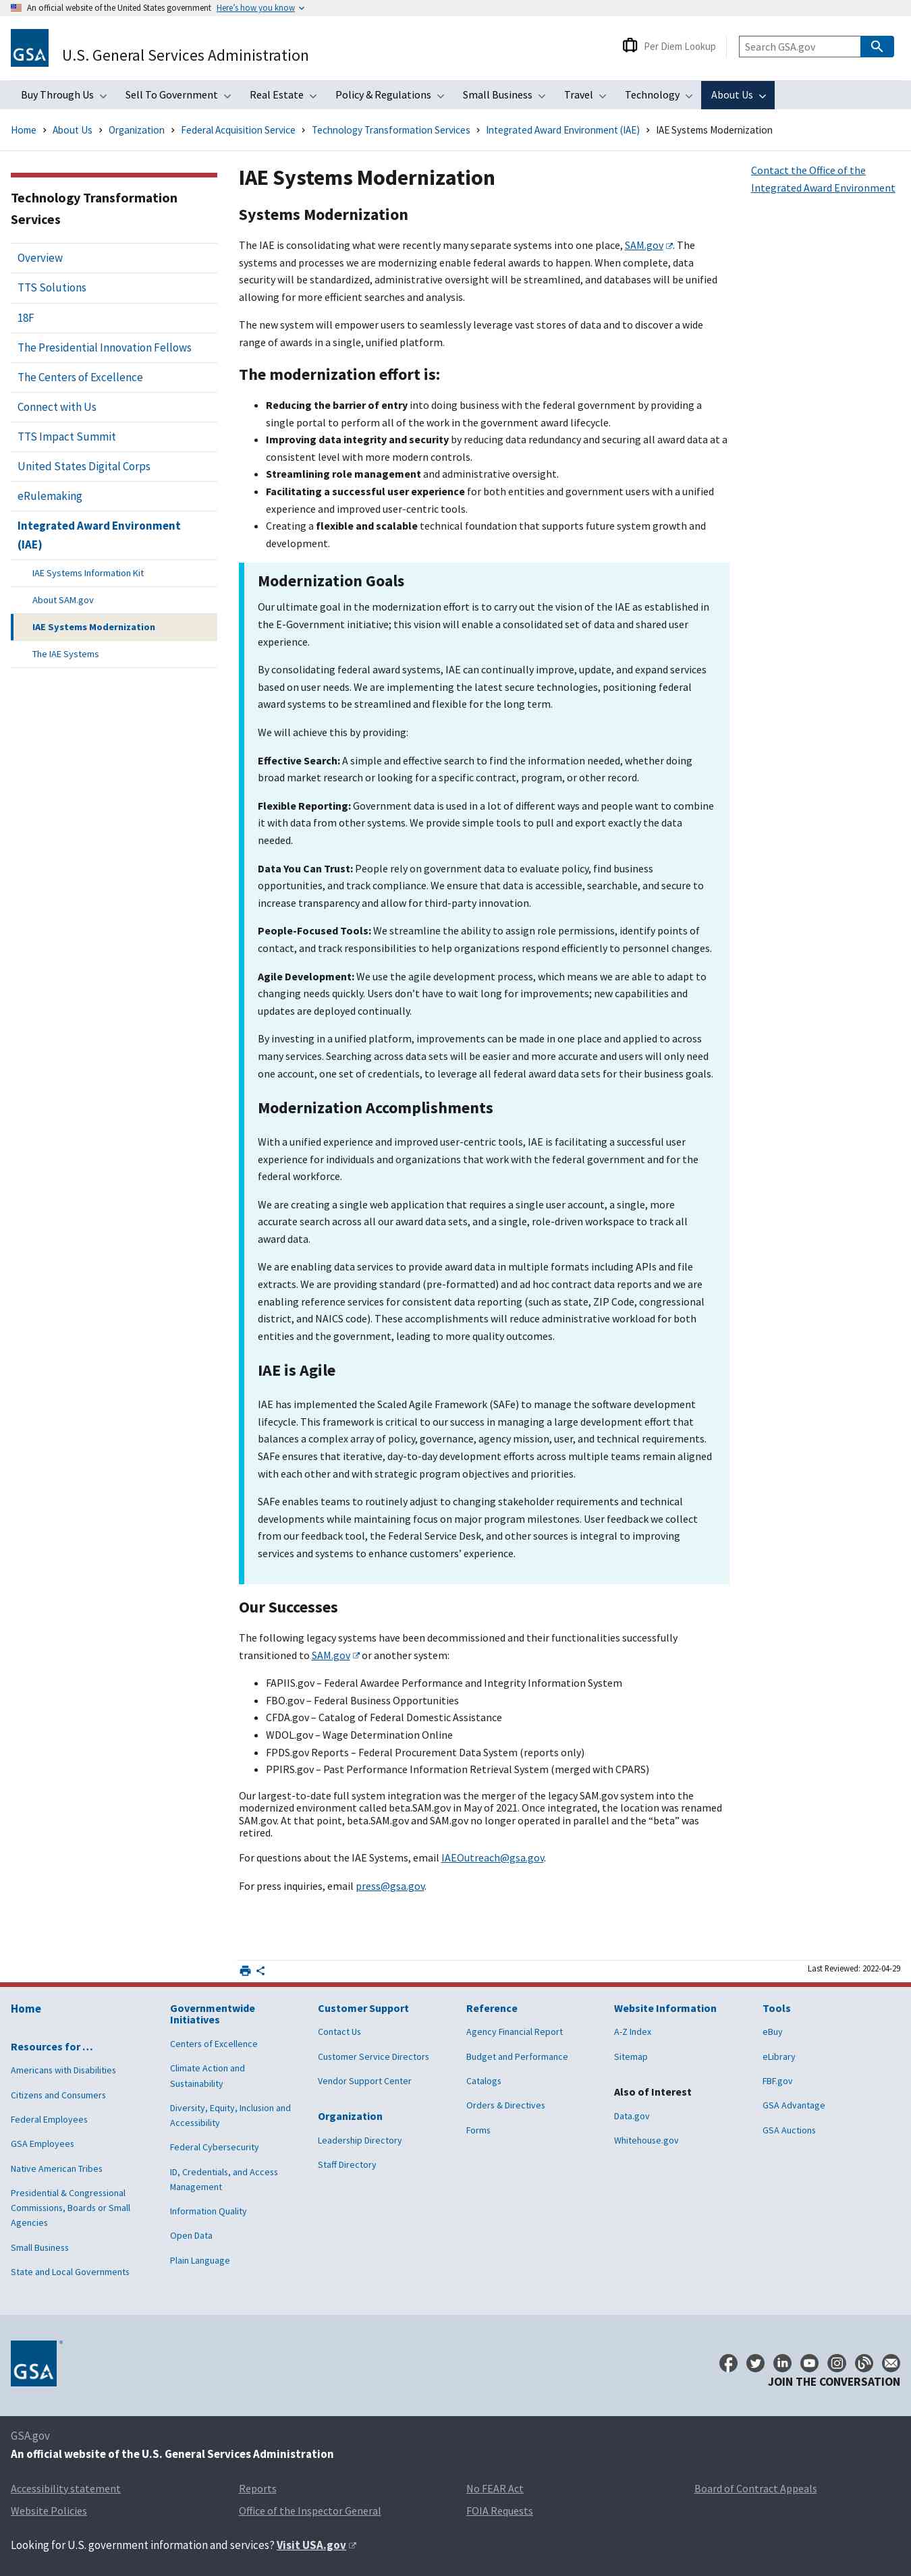 An official website of the United States government Here's how you know
GSA
U.S. General Services Administration
Per Diem Lookup
Search GSA.gov
Buy Through Us
Sell To Government
Real Estate
Policy & Regulations
Small Business
Travel
Technology
About Us
Home > About Us > Organization > Federal Acquisition Service > Technology Transformation Services > Integrated Award Environment (IAE) > IAE Systems Modernization
Technology Transformation
Services
Overview
TTS Solutions
18F
The Presidential Innovation Fellows
The Centers of Excellence
Connect with Us
TTS Impact Summit
United States Digital Corps
eRulemaking
Integrated Award Environment
(IAE)
IAE Systems Information Kit
About SAM.gov
IAE Systems Modernization
The IAE Systems
IAE Systems Modernization
Systems Modernization
The IAE is consolidating what were recently many separate systems into one place, SAM.gov. The
systems and processes we are modernizing enable federal awards to happen. When complete, data
security will be standardized, administrative oversight will be streamlined, and databases will be unified
allowing for more efficient searches and analysis.
The new system will empower users to seamlessly leverage vast stores of data and to discover a wide
range of awards in a single, unified platform.
The modernization effort is:
• Reducing the barrier of entry into doing business with the federal government by providing a
single portal to perform all of the work in the government award lifecycle.
• Improving data integrity and security by reducing data redundancy and securing all award data at a
consistent level with more modern controls.
• Streamlining role management and administrative oversight.
• Facilitating a successful user experience for both entities and government users with a unified
experience and improved user-centric tools.
• Creating a flexible and scalable technical foundation that supports future system growth and
development.
Modernization Goals
Our ultimate goal in the modernization effort is to carry out the vision of the IAE as established in
the E-Government initiative; this vision will enable a consolidated set of data and shared user
experience.
By consolidating federal award systems, IAE can continually improve, update, and expand services
based on user needs. We are implementing the latest secure technologies, positioning federal
award systems to be streamlined and flexible for the long term.
We will achieve this by providing:
Effective Search: A simple and effective search to find the information needed, whether doing
broad market research or looking for a specific contract, program, or other record.
Flexible Reporting: Government data is used in a lot of different ways and people want to combine
it with data from other systems. We provide simple tools to pull and export exactly the data
needed.
Data You Can Trust: People rely on government data to evaluate policy, find business
opportunities, and track compliance. We ensure that data is accessible, searchable, and secure to
increase transparency and allow for third-party innovation.
People-Focused Tools: We streamline the ability to assign role permissions, identify points of
contact, and track responsibilities to help organizations respond efficiently to personnel changes.
Agile Development: We use the agile development process, which means we are able to adapt to
changing needs quickly. Users don't have to wait long for improvements; new capabilities and
updates are deployed continually.
By investing in a unified platform, improvements can be made in one place and applied to across
many services. Searching across data sets will be easier and more accurate and users will only need
one account, one set of credentials, to leverage all federal award data sets for their business goals.
Modernization Accomplishments
With a unified experience and improved user-centric tools, IAE is facilitating a successful user
experience for individuals and organizations that work with the federal government and for the
federal workforce.
We are creating a single web application that requires a single user account, a single, more
accurate search across all our award data sets, and a single, role-driven workspace to track all
award data.
We are enabling data services to provide award data in multiple formats including APIs and file
extracts. We are providing standard (pre-formatted) and ad hoc contract data reports and we are
enabling reference services for consistent data reporting (such as state, ZIP Code, congressional
district, and NAICS code). These accomplishments will reduce administrative workload for both
entities and the government, leading to more quality outcomes.
IAE is Agile
IAE has implemented the Scaled Agile Framework (SAFe) to manage the software development
lifecycle. This framework is critical to our success in managing a large development effort that
balances a complex array of policy, governance, agency mission, user, and technical requirements.
SAFe ensures that iterative, day-to-day development efforts across multiple teams remain aligned
with each other and with strategic program objectives and priorities.
SAFe enables teams to routinely adjust to changing stakeholder requirements and technical
developments while maintaining focus on major program milestones. User feedback we collect
from our feedback tool, the Federal Service Desk, and other sources is integral to improving
services and systems to enhance customers' experience.
Our Successes
The following legacy systems have been decommissioned and their functionalities successfully
transitioned to SAM.gov or another system:
• FAPIIS.gov – Federal Awardee Performance and Integrity Information System
• FBO.gov – Federal Business Opportunities
• CFDA.gov – Catalog of Federal Domestic Assistance
• WDOL.gov – Wage Determination Online
• FPDS.gov Reports – Federal Procurement Data System (reports only)
• PPIRS.gov – Past Performance Information Retrieval System (merged with CPARS)
Our largest-to-date full system integration was the merger of the legacy SAM.gov system into the
modernized environment called beta.SAM.gov in May of 2021. Once integrated, the location was renamed
SAM.gov. At that point, beta.SAM.gov and SAM.gov no longer operated in parallel and the “beta” was
retired.
For questions about the IAE Systems, email IAEOutreach@gsa.gov.
For press inquiries, email press@gsa.gov.
Contact the Office of the
Integrated Award Environment
Last Reviewed: 2022-04-29
Home
Resources for …
Americans with Disabilities
Citizens and Consumers
Federal Employees
GSA Employees
Native American Tribes
Presidential & Congressional
Commissions, Boards or Small
Agencies
Small Business
State and Local Governments
Governmentwide
Initiatives
Centers of Excellence
Climate Action and
Sustainability
Diversity, Equity, Inclusion and
Accessibility
Federal Cybersecurity
ID, Credentials, and Access
Management
Information Quality
Open Data
Plain Language
Customer Support
Contact Us
Customer Service Directors
Vendor Support Center
Organization
Leadership Directory
Staff Directory
Reference
Agency Financial Report
Budget and Performance
Catalogs
Orders & Directives
Forms
Website Information
A-Z Index
Sitemap
Also of Interest
Data.gov
Whitehouse.gov
Tools
eBuy
eLibrary
FBF.gov
GSA Advantage
GSA Auctions
GSA
JOIN THE CONVERSATION
GSA.gov
An official website of the U.S. General Services Administration
Accessibility statement
Reports
No FEAR Act
Board of Contract Appeals
Website Policies
Office of the Inspector General
FOIA Requests
Looking for U.S. government information and services? Visit USA.gov